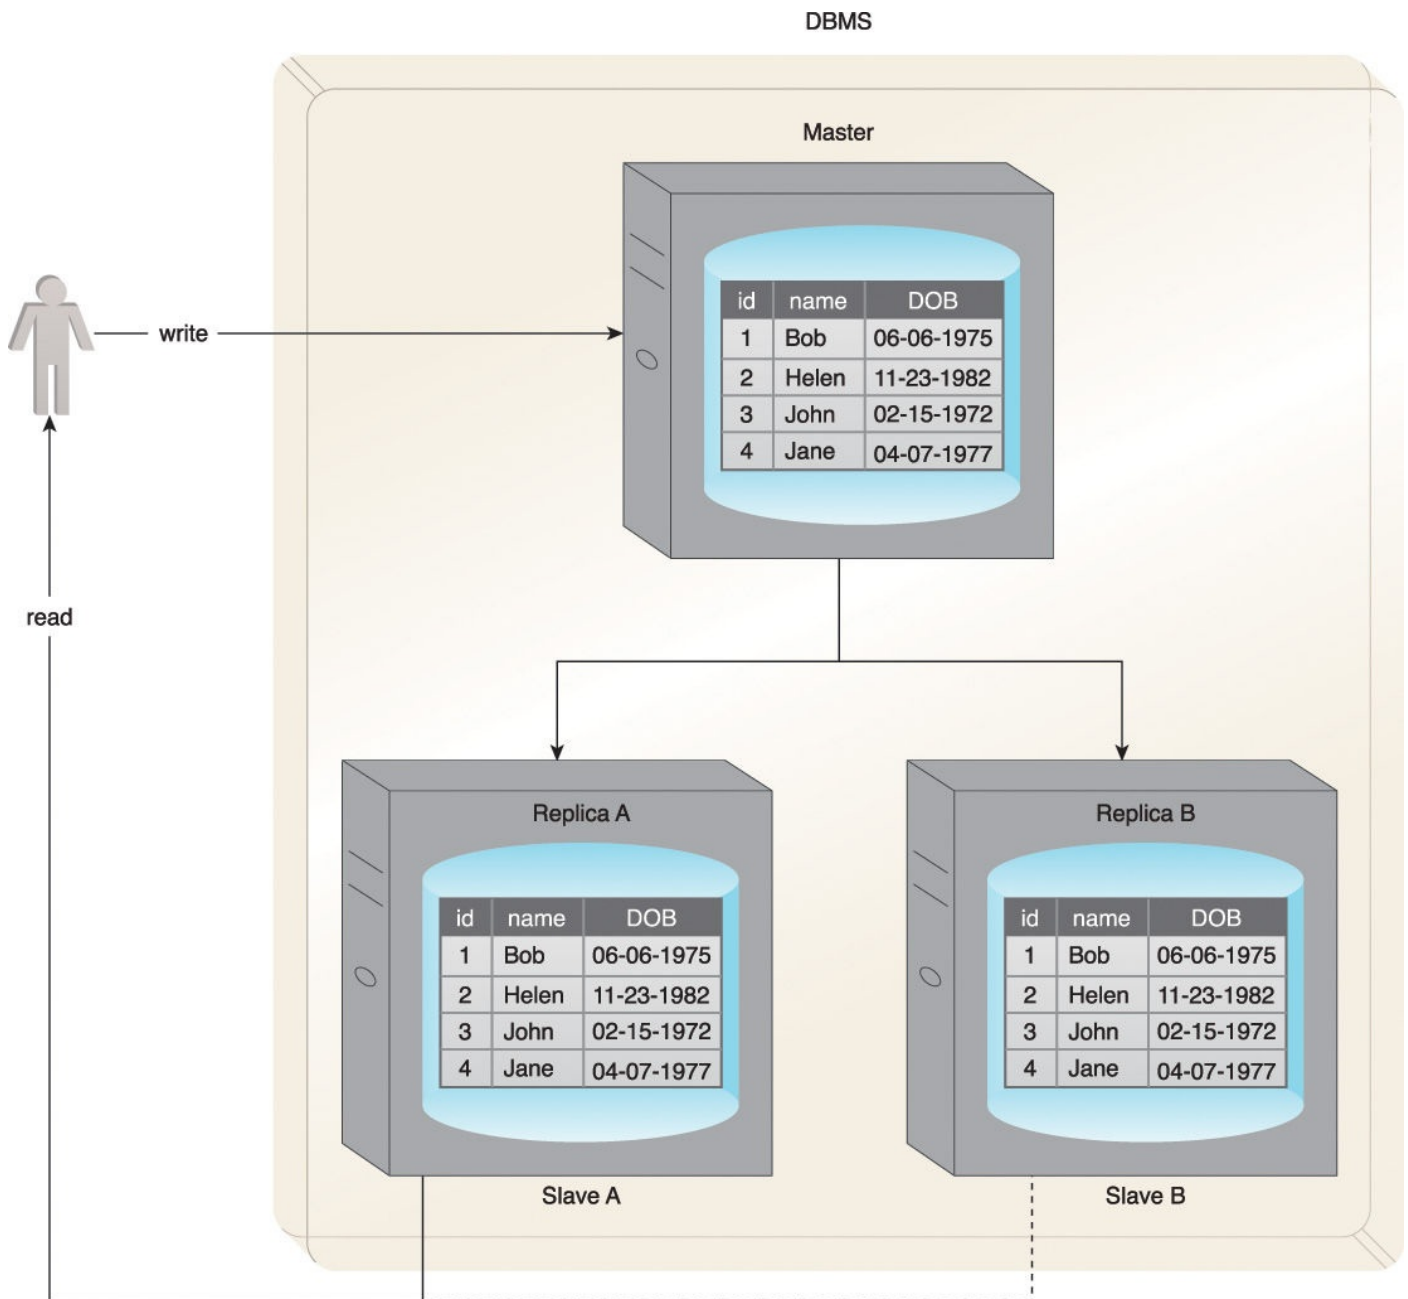 DBMS
Master
id name DOB
1 Bob 06-06-1975
2 Helen 11-23-1982
3 John 02-15-1972
4 Jane 04-07-1977
write
read
Replica A
id name DOB
1 Bob 06-06-1975
2 Helen 11-23-1982
3 John 02-15-1972
4 Jane 04-07-1977
Slave A
Replica B
id name DOB
1 Bob 06-06-1975
2 Helen 11-23-1982
3 John 02-15-1972
4 Jane 04-07-1977
Slave B